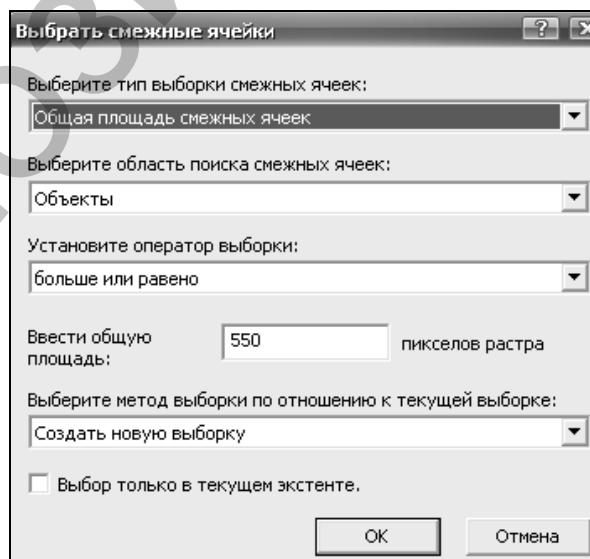 Выбрать смежные ячейки
Выберите тип выборки смежных ячеек:
Общая площадь смежных ячеек
Выберите область поиска смежных ячеек:
Объекты
Установите оператор выборки:
больше или равено
Ввести общую
площадь:
550
пикселов растра
Выберите метод выборки по отношению к текущей выборке:
Создать новую выборку
Выбор только в текущем экстенте.
OK
Отмена